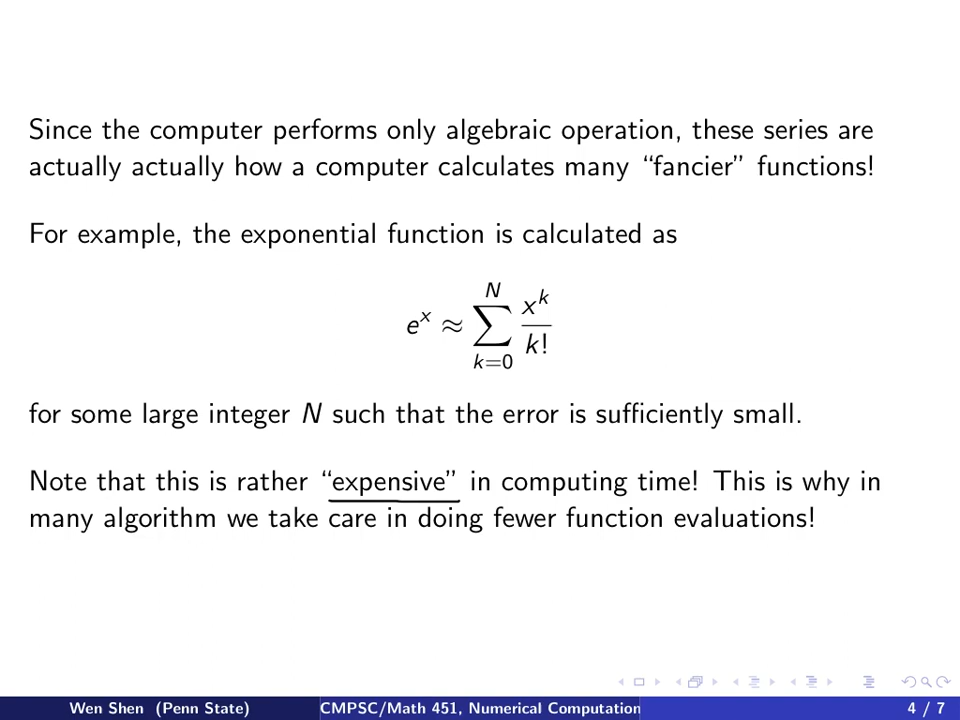 Since the computer performs only algebraic operation, these series are
actually actually how a computer calculates many “fancier” functions!
For example, the exponential function is calculated as
e^x ≈ \sum_{k=0}^{N} \frac{x^k}{k!}
for some large integer N such that the error is sufficiently small.
Note that this is rather “expensive” in computing time! This is why in
many algorithm we take care in doing fewer function evaluations!
Wen Shen (Penn State) CMPSC/Math 451, Numerical Computation 4 / 7